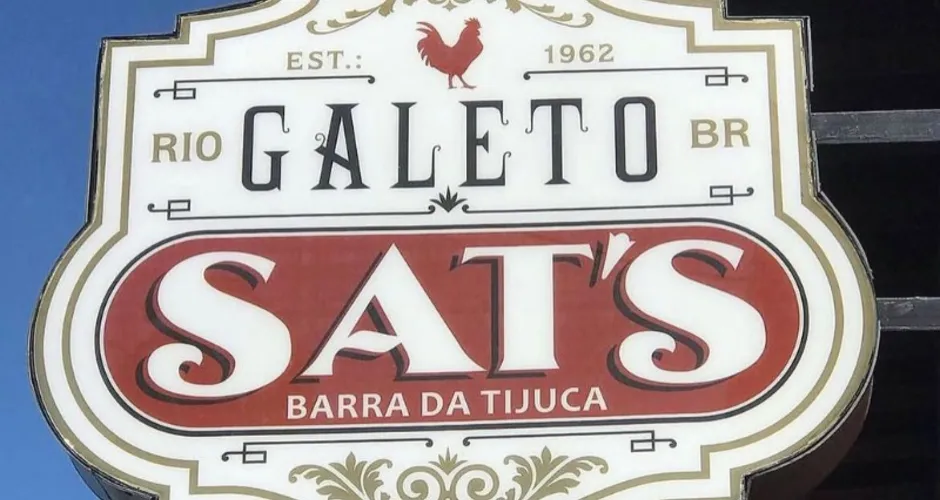 EST.: 1962
RIO GALETO BR
SAT'S
BARRA DA TIJUCA